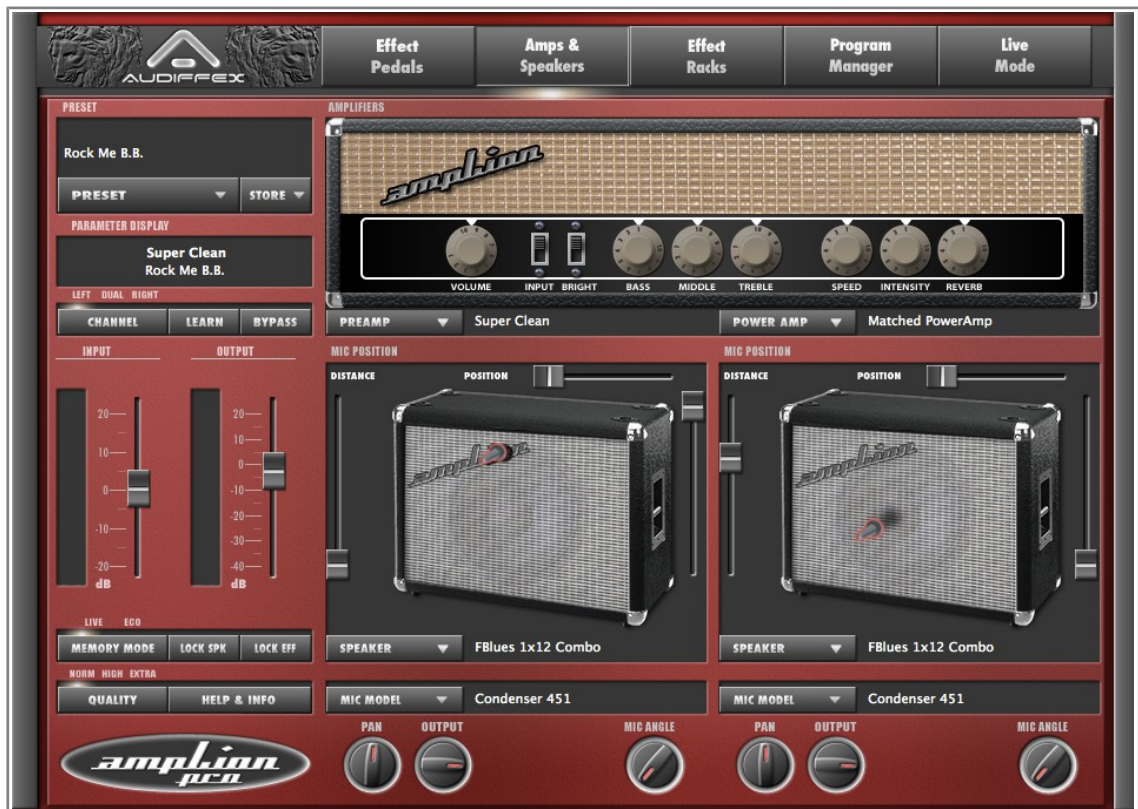 AUDIFFEX
Effect Pedals
Amps & Speakers
Effect Racks
Program Manager
Live Mode
PRESET
Rock Me B.B.
PRESET
STORE
PARAMETER DISPLAY
Super Clean
Rock Me B.B.
LEFT DUAL RIGHT
CHANNEL
LEARN
BYPASS
INPUT
OUTPUT
20
10
0
-10
-20
dB
20
10
0
-10
-20
-30
-40
dB
LIVE ECO
MEMORY MODE
LOCK SPK
LOCK EFF
NORM HIGH EXTRA
QUALITY
HELP & INFO
amplion
pro
AMPLIFIERS
amplion
VOLUME
INPUT
BRIGHT
BASS
MIDDLE
TREBLE
SPEED
INTENSITY
REVERB
PREAMP
Super Clean
POWER AMP
Matched PowerAmp
MIC POSITION
DISTANCE
POSITION
amplion
SPEAKER
FBlues 1x12 Combo
MIC MODEL
Condenser 451
PAN
OUTPUT
MIC ANGLE
MIC POSITION
DISTANCE
POSITION
amplion
SPEAKER
FBlues 1x12 Combo
MIC MODEL
Condenser 451
PAN
OUTPUT
MIC ANGLE